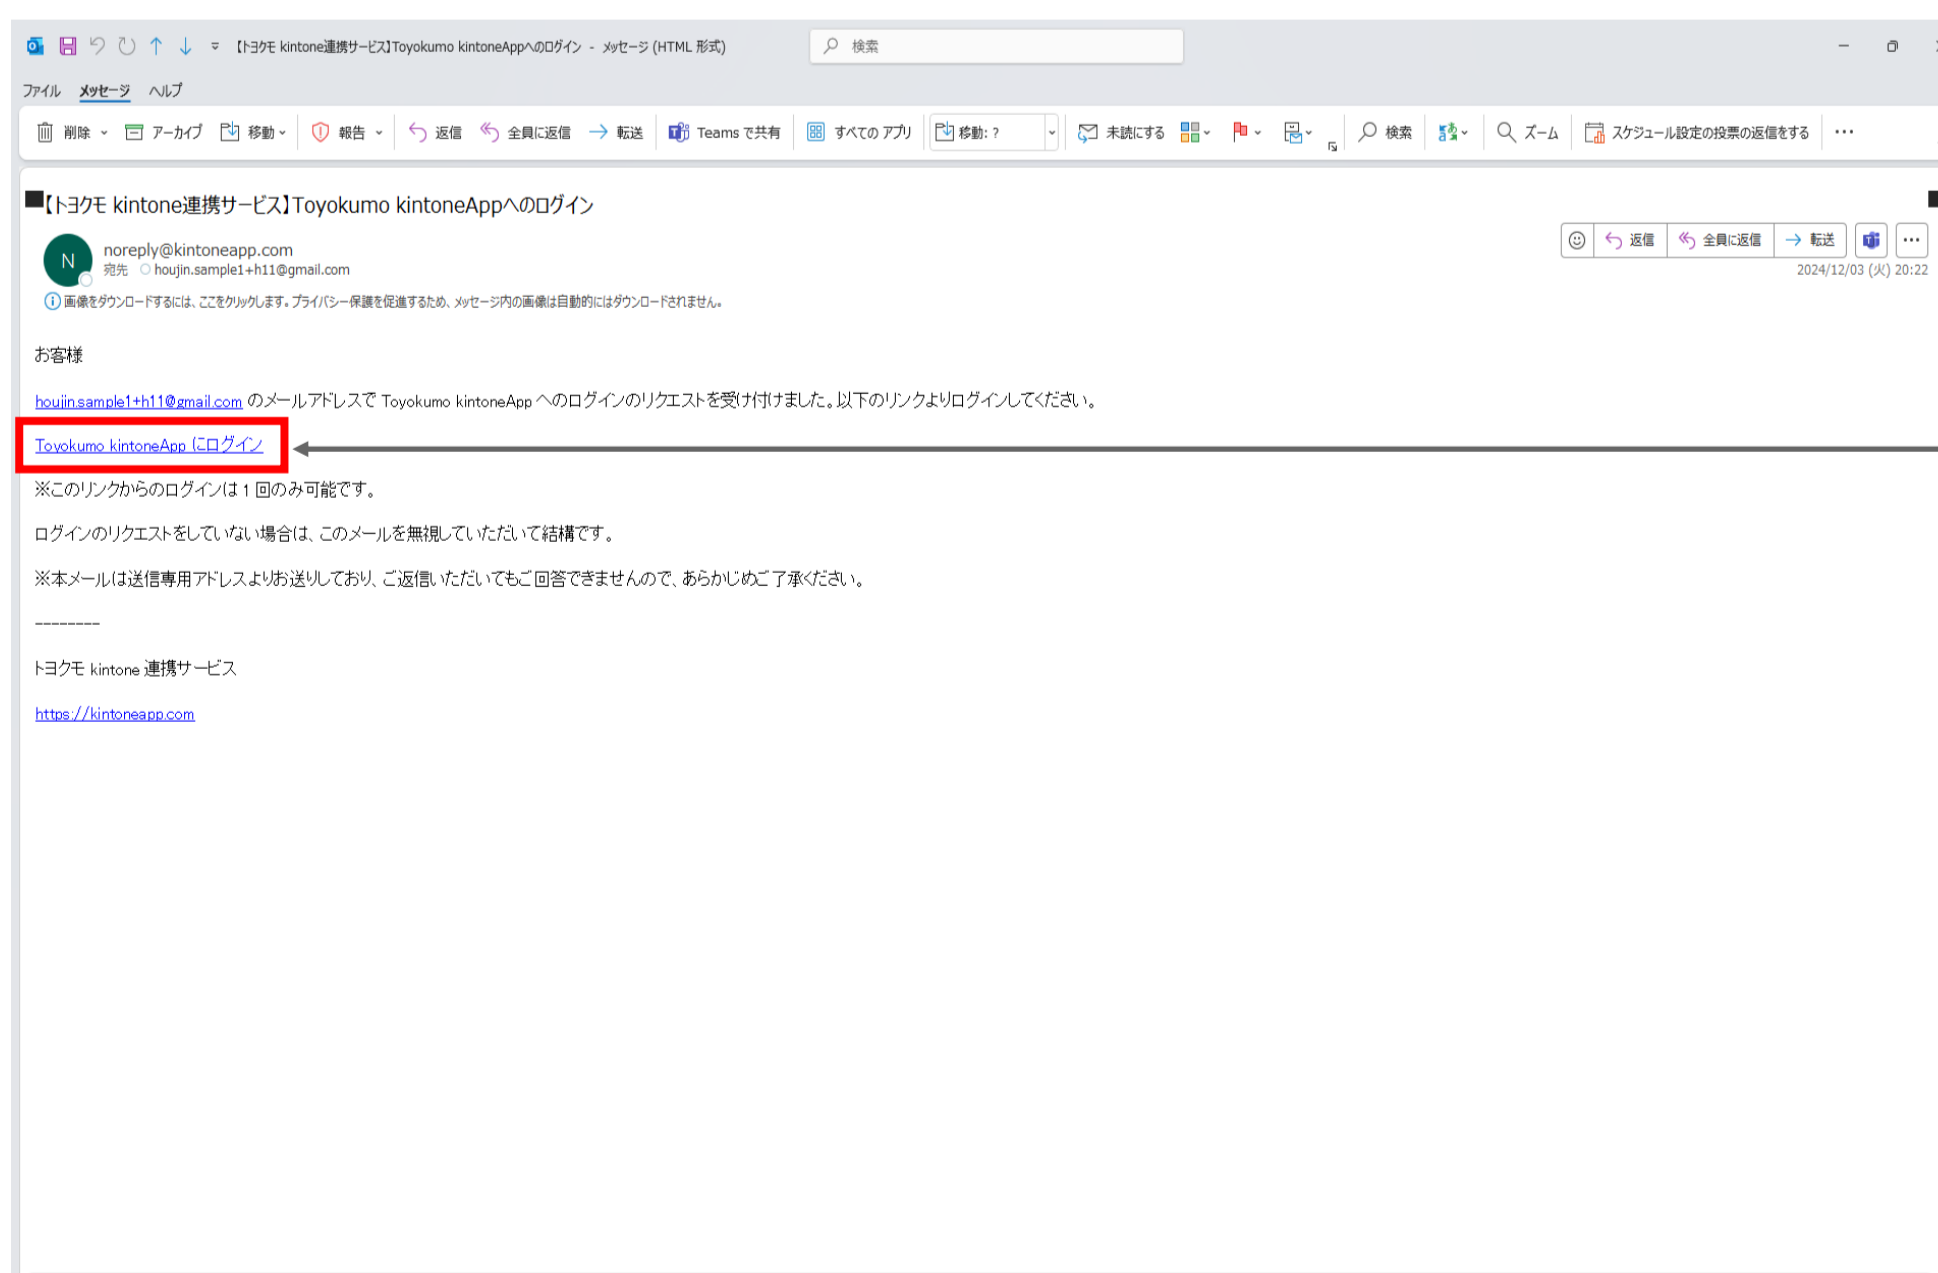 【トヨクモ kintone連携サービス】Toyokumo kintoneAppへのログイン - メッセージ (HTML 形式)
検索
ファイル メッセージ ヘルプ
削除 アーカイブ 移動 報告 返信 全員に返信 転送 Teams で共有 すべての アプリ 移動: ? 未読にする 検索 ズーム スケジュール設定の投票の返信をする ...
【トヨクモ kintone連携サービス】Toyokumo kintoneAppへのログイン
N
noreply@kintoneapp.com
宛先 houjin.sample1+h11@gmail.com
返信 全員に返信 転送 ...
2024/12/03 (火) 20:22
画像をダウンロードするには、ここをクリックします。プライバシー保護を促進するため、メッセージ内の画像は自動的にはダウンロードされません。
お客様
houjin.sample1+h11@gmail.com のメールアドレスで Toyokumo kintoneApp へのログインのリクエストを受け付けました。以下のリンクよりログインしてください。
Toyokumo kintoneApp にログイン
※このリンクからのログインは 1 回のみ可能です。
ログインのリクエストをしていない場合は、このメールを無視していただいて結構です。
※本メールは送信専用アドレスよりお送りしており、ご返信いただいてもご回答できませんので、あらかじめご了承ください。
--------
トヨクモ kintone 連携サービス
https://kintoneapp.com